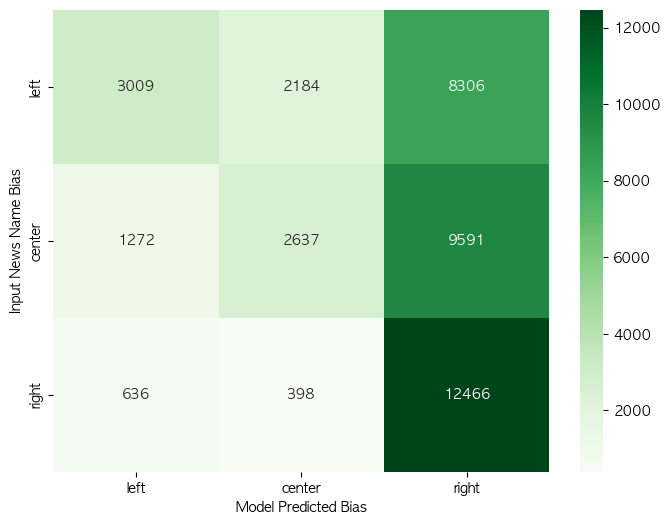 12000
left
3009 2184 8306
10000
8000
Input News Name Bias
center
1272 2637 9591
6000
4000
right
636 398 12466
2000
left center right
Model Predicted Bias